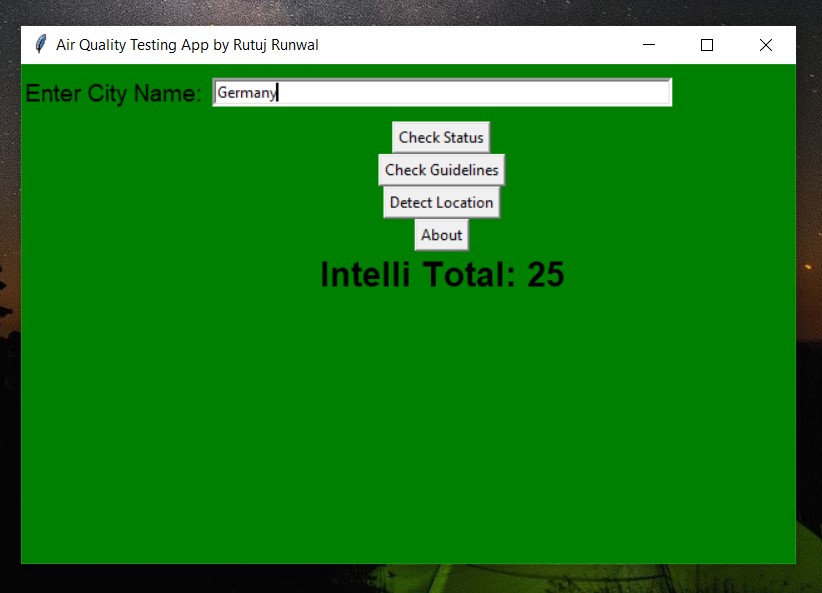 Air Quality Testing App by Rutuj Runwal
Enter City Name: Germany
Check Status
Check Guidelines
Detect Location
About
Intelli Total: 25